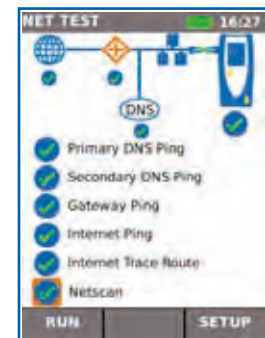 NET TEST 16:27
DNS
Primary DNS Ping
Secondary DNS Ping
Gateway Ping
Internet Ping
Internet Trace Route
Netscan
RUN SETUP